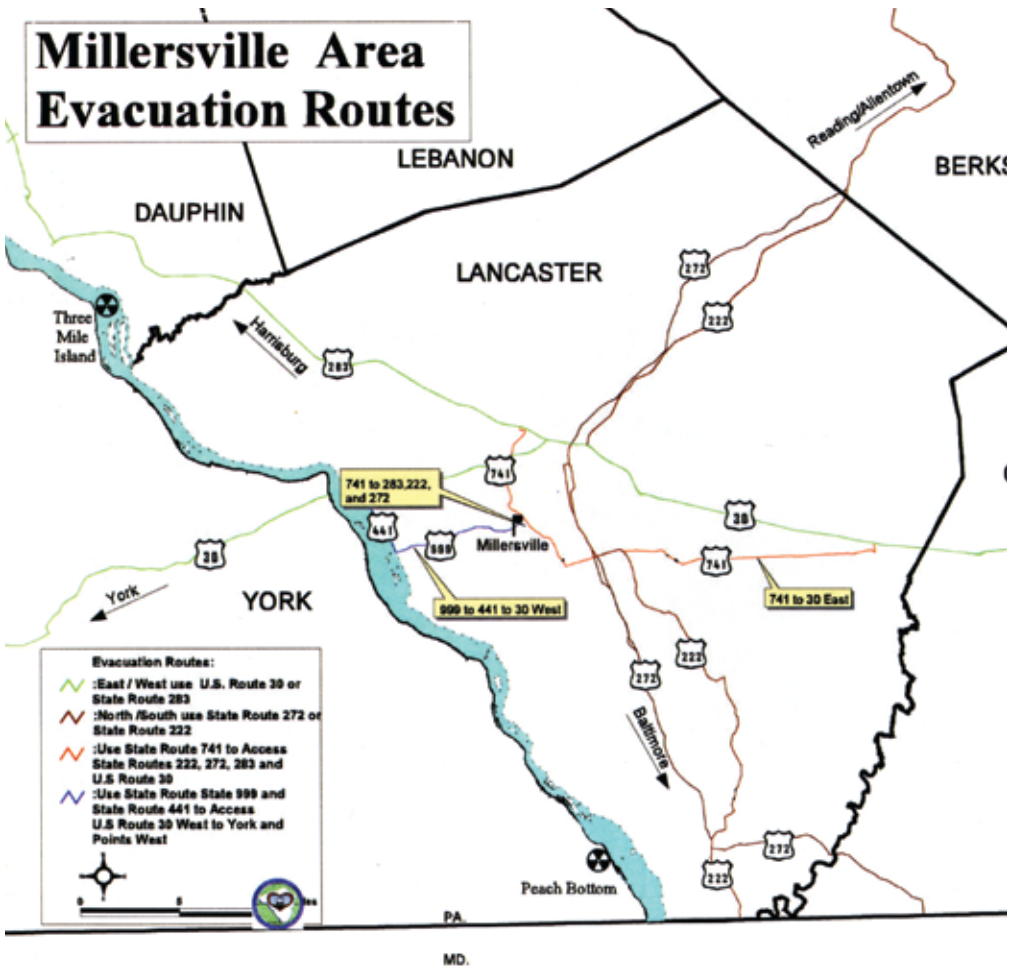 Millersville Area
Evacuation Routes
Reading/Allentown
LEBANON
BERKS
DAUPHIN
LANCASTER
272
222
Three
Mile
Island
Harrisburg
283
741 to 283,222,
and 272
741
30
441
999
Millersville
741
30
York
YORK
999 to 441 to 30 West
741 to 30 East
222
272
Baltimore
Evacuation Routes:
:East / West use U.S. Route 30 or
State Route 283
:North /South use State Route 272 or
State Route 222
:Use State Route 741 to Access
State Routes 222, 272, 283 and
U.S Route 30
:Use State Route State 999 and
State Route 441 to Access
U.S Route 30 West to York and
Points West
0
5
les
272
222
Peach Bottom
PA.
MD.